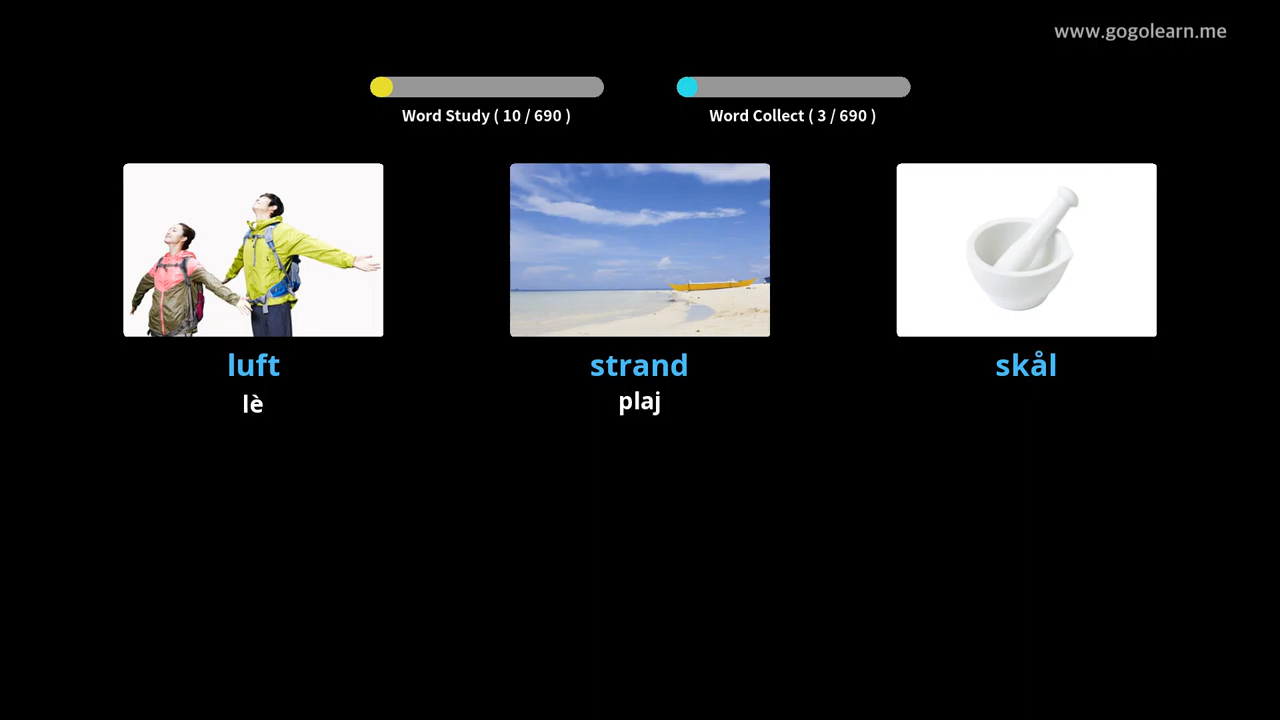 www.gogolearn.me
Word Study ( 10 / 690 )
Word Collect ( 3 / 690 )
luft
strand
skål
lè
plaj